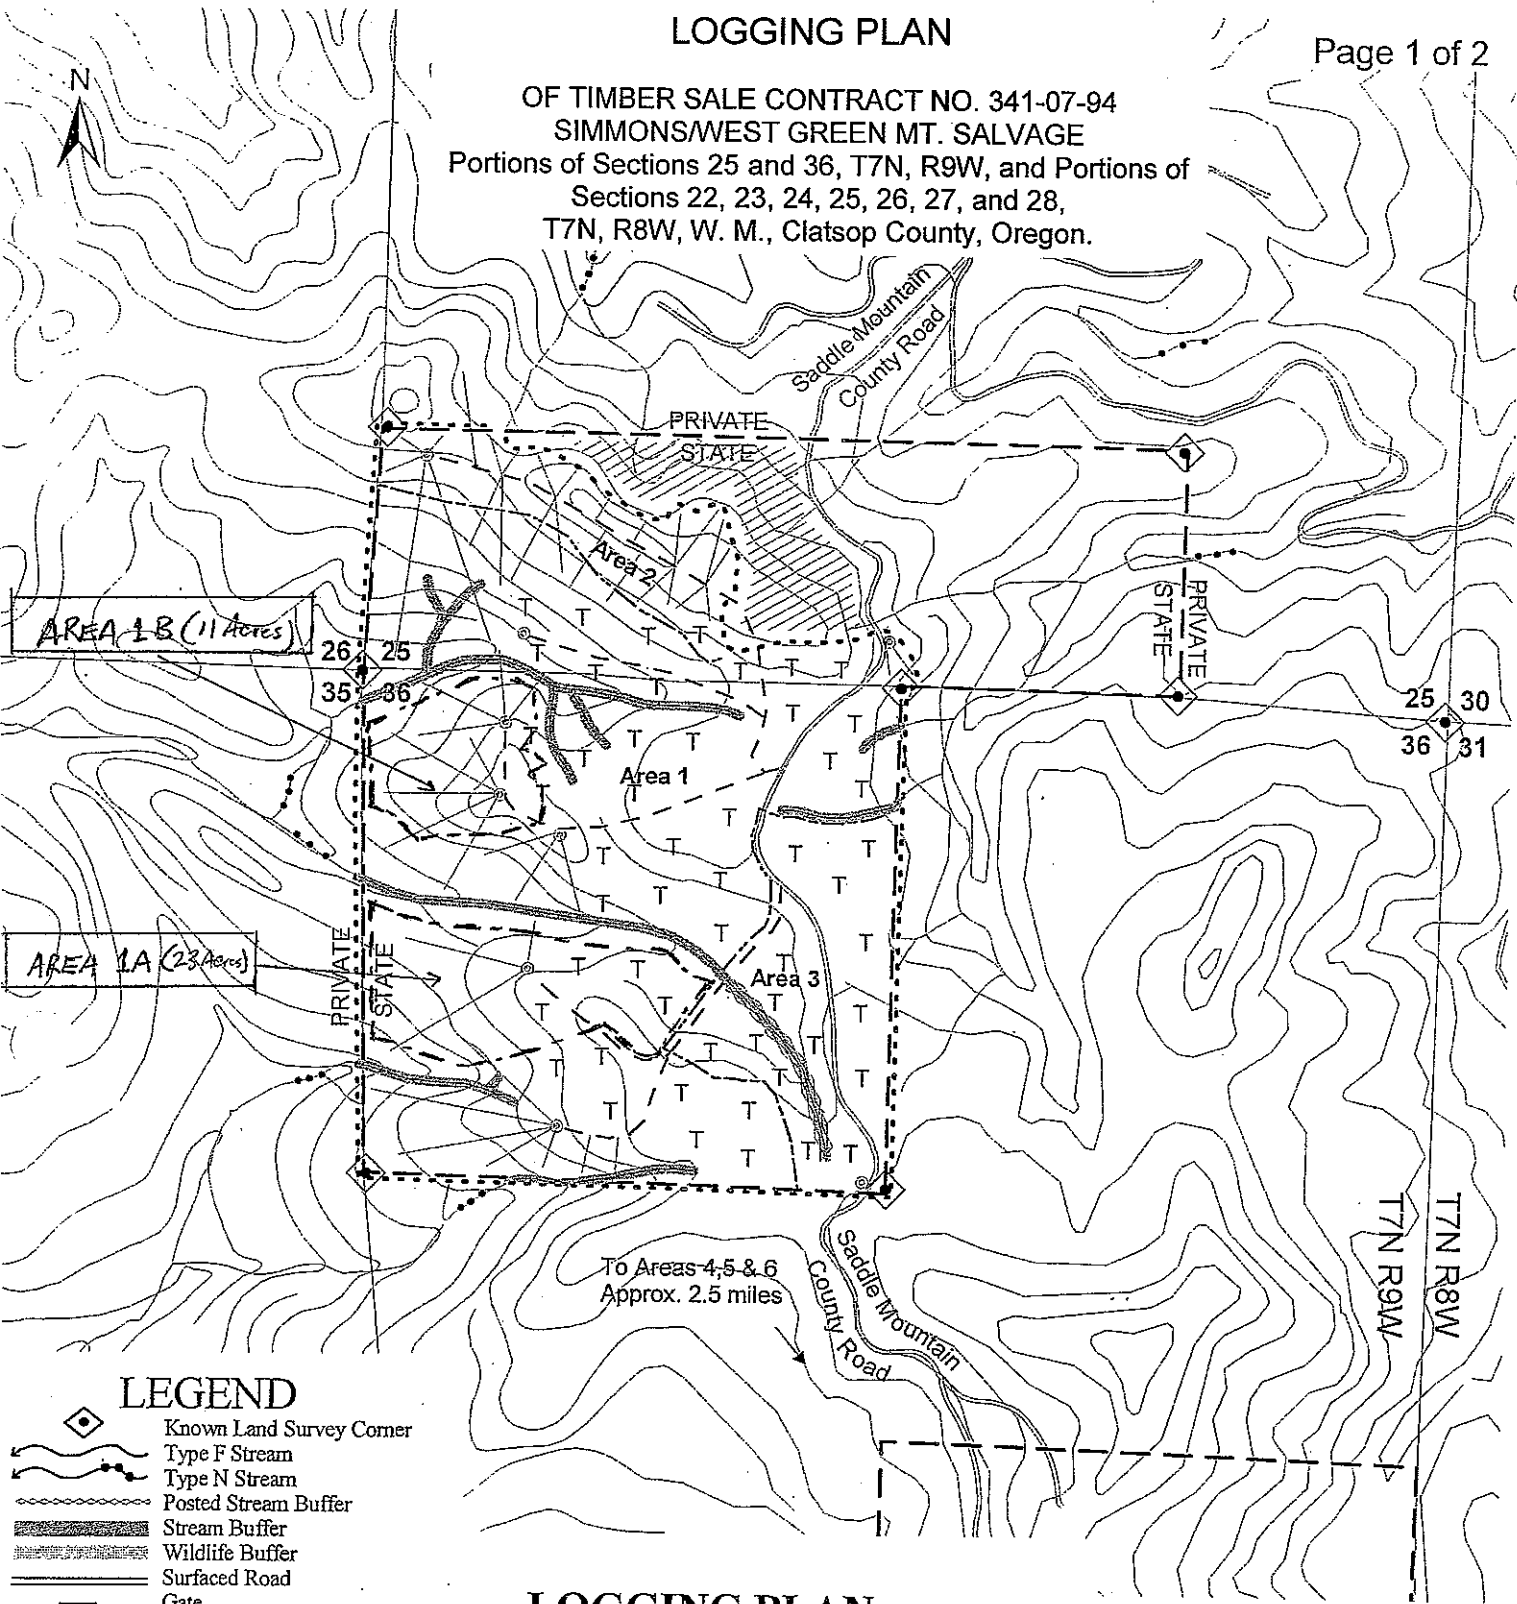 LOGGING PLAN
Page 1 of 2
N
OF TIMBER SALE CONTRACT NO. 341-07-94
SIMMONS/WEST GREEN MT. SALVAGE
Portions of Sections 25 and 36, T7N, R9W, and Portions of
Sections 22, 23, 24, 25, 26, 27, and 28,
T7N, R8W, W. M., Clatsop County, Oregon.
Saddle Mountain
County Road
PRIVATE
STATE
Area 2
PRIVATE
STATE
AREA 1B (11 Acres)
26 25
35 36
25 30
36 31
Area 1
AREA 1A (23 Acres)
PRIVATE
STATE
Area 3
T T T T T T T T T T T T T T T T T T T T T T T T T T T T T T T T T T T T T T T T T T T T T T T T
To Areas 4,5 & 6
Approx. 2.5 miles
Saddle Mountain
County Road
T7N R9W
T7N R8W
LEGEND
Known Land Survey Corner
Type F Stream
Type N Stream
Posted Stream Buffer
Stream Buffer
Wildlife Buffer
Surfaced Road
Gate
LOGGING PLAN